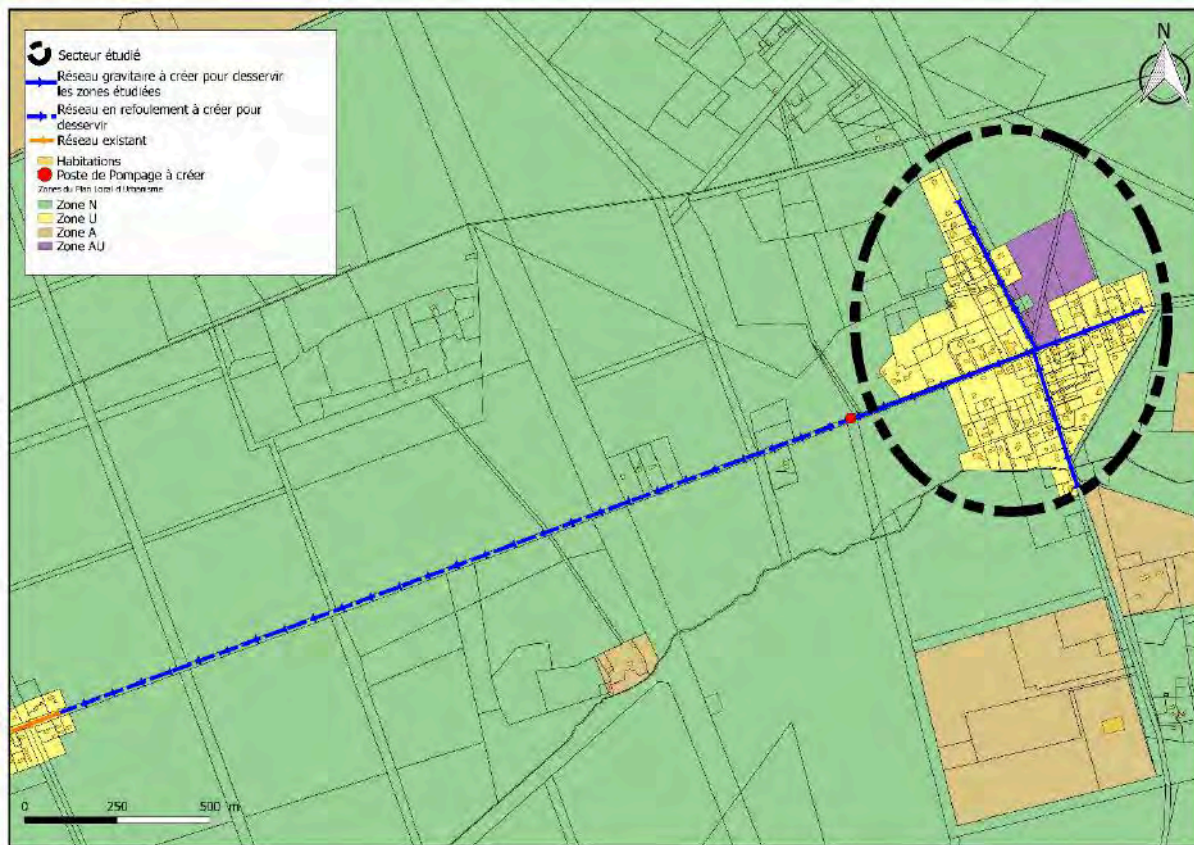 N
Secteur étudié
Réseau gravitaire à créer pour desservir
les zones étudiées
Réseau en refoulement à créer pour
desservir
Réseau existant
Habitations
Poste de Pompage à créer
Zones du Plan Local d'Urbanisme
Zone N
Zone U
Zone A
Zone AU
0 250 500 m